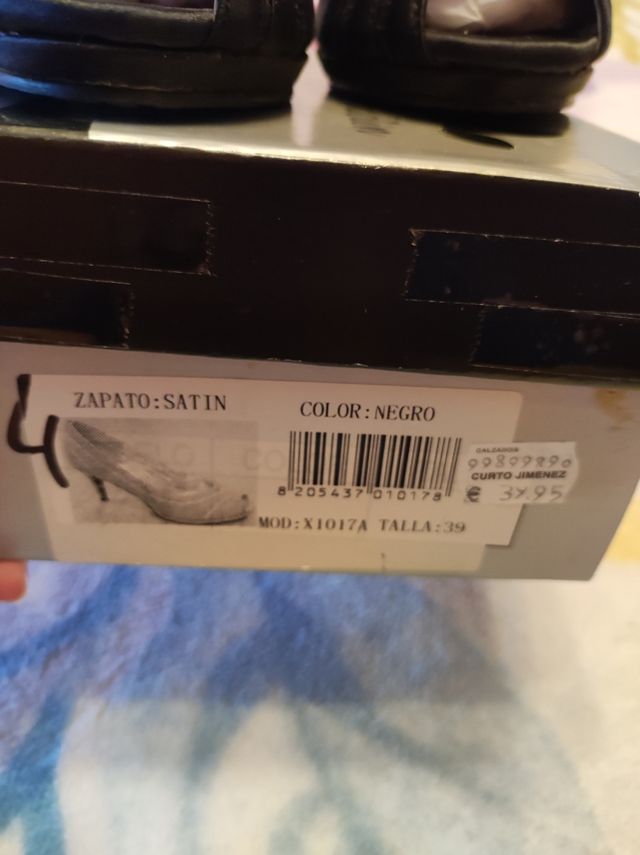 4
ZAPATO:SATIN
COLOR:NEGRO
8 205437 010178
MOD:X1017A TALLA:39
CALZADOS
CURTO JIMENEZ
€